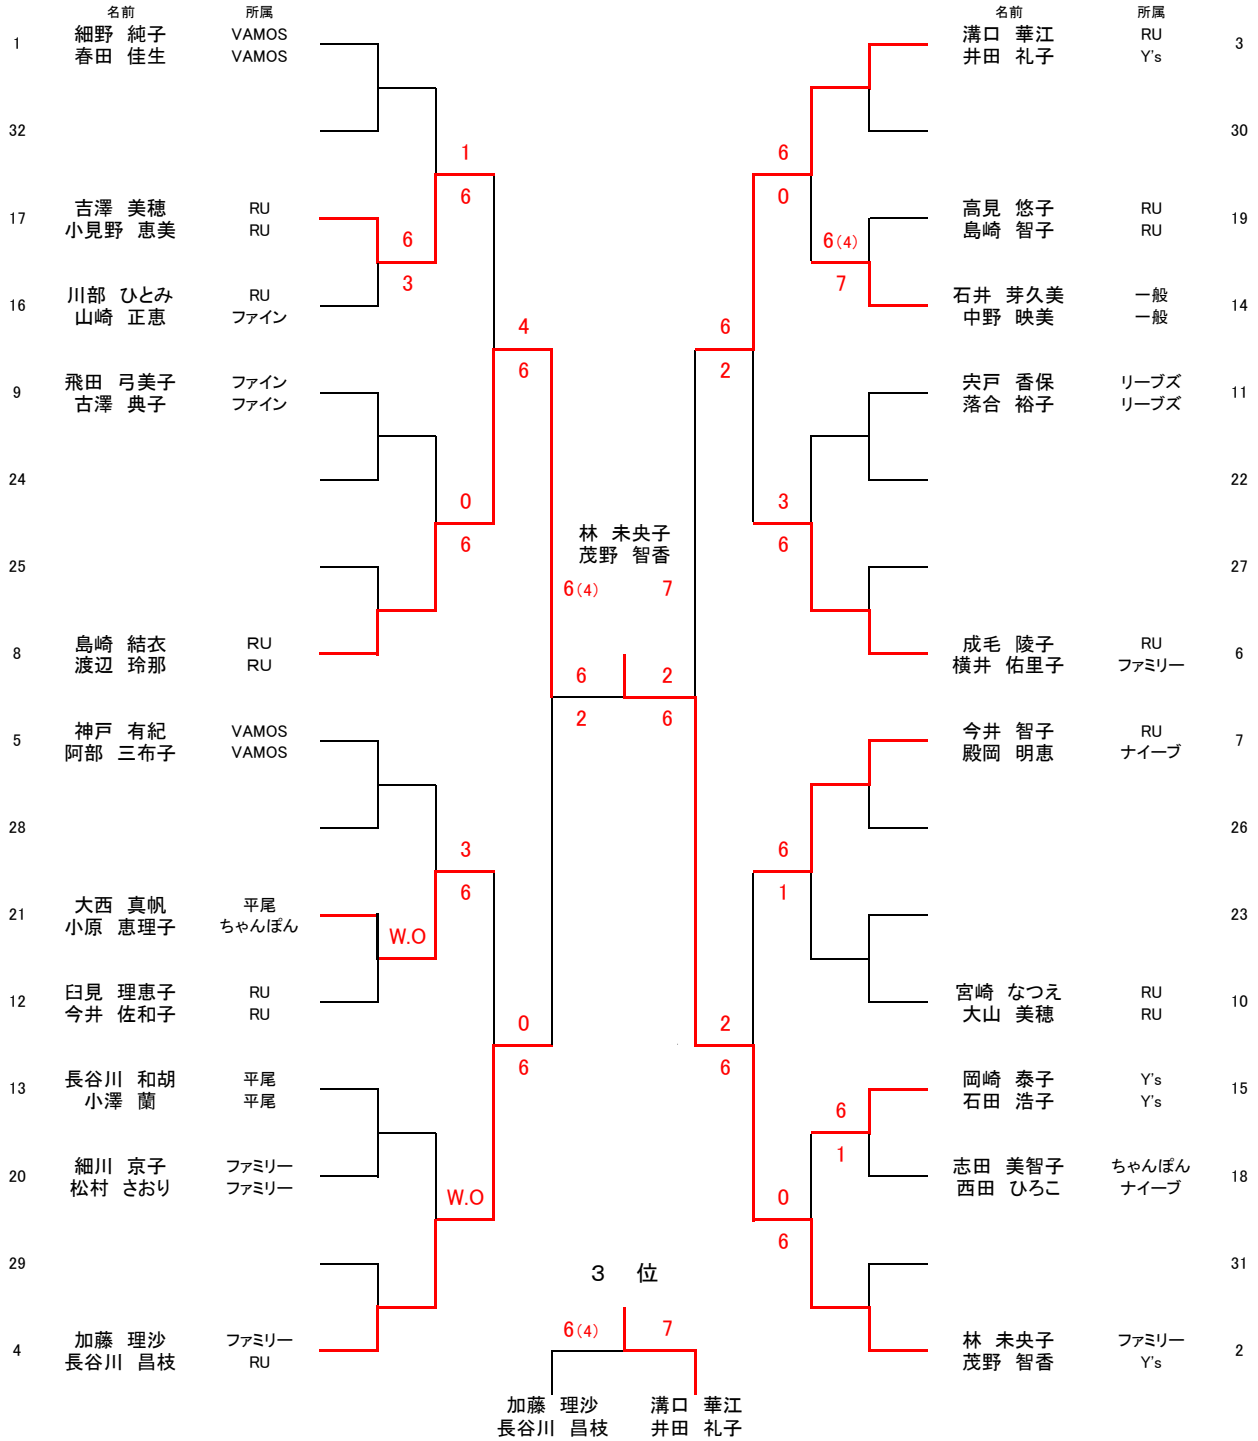 名前 所属 名前 所属
1 細野 純子 VAMOS 溝口 華江 RU 3
春田 佳生 VAMOS 井田 礼子 Y's
32 30
1 6
6 0
17 吉澤 美穂 RU 高見 悠子 RU 19
小見野 恵美 RU 島崎 智子 RU
6 6(4)
3 7
16 川部 ひとみ RU 石井 芽久美 一般 14
山崎 正恵 ファイン 中野 映美 一般
4 6
6 2
9 飛田 弓美子 ファイン 宍戸 香保 リーブズ 11
古澤 典子 ファイン 落合 裕子 リーブズ
24 22
0 3
林 未央子
6 6
茂野 智香
25 27
6(4) 7
8 島崎 結衣 RU 成毛 陵子 RU 6
渡辺 玲那 RU 横井 佑里子 ファミリー
6 2
2 6
5 神戸 有紀 VAMOS 今井 智子 RU 7
阿部 三布子 VAMOS 殿岡 明恵 ナイーブ
28 26
3 6
6 1
21 大西 真帆 平尾 23
小原 恵理子 ちゃんぽん
W.O
12 臼見 理恵子 RU 宮崎 なつえ RU 10
今井 佐和子 RU 大山 美穂 RU
0 2
6 6
13 長谷川 和胡 平尾 岡崎 泰子 Y's 15
小澤 蘭 平尾 石田 浩子 Y's
6
1
20 細川 京子 ファミリー 志田 美智子 ちゃんぽん 18
松村 さおり ファミリー 西田 ひろこ ナイーブ
W.O 0
6
29 31
3 位
6(4) 7
4 加藤 理沙 ファミリー 林 未央子 ファミリー 2
長谷川 昌枝 RU 茂野 智香 Y's
加藤 理沙 溝口 華江
長谷川 昌枝 井田 礼子